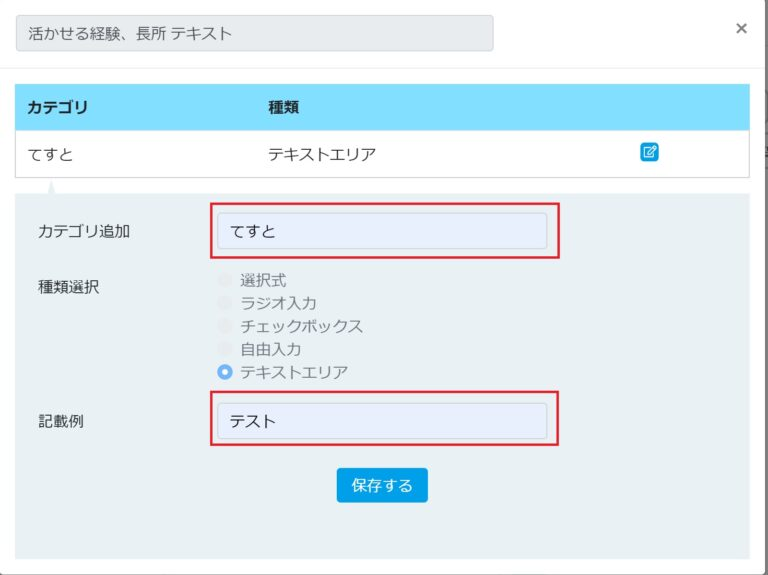 活かせる経験、長所 テキスト
×
カテゴリ 種類
てすと テキストエリア
カテゴリ追加 てすと
種類選択 選択式
ラジオ入力
チェックボックス
自由入力
テキストエリア
記載例 テスト
保存する